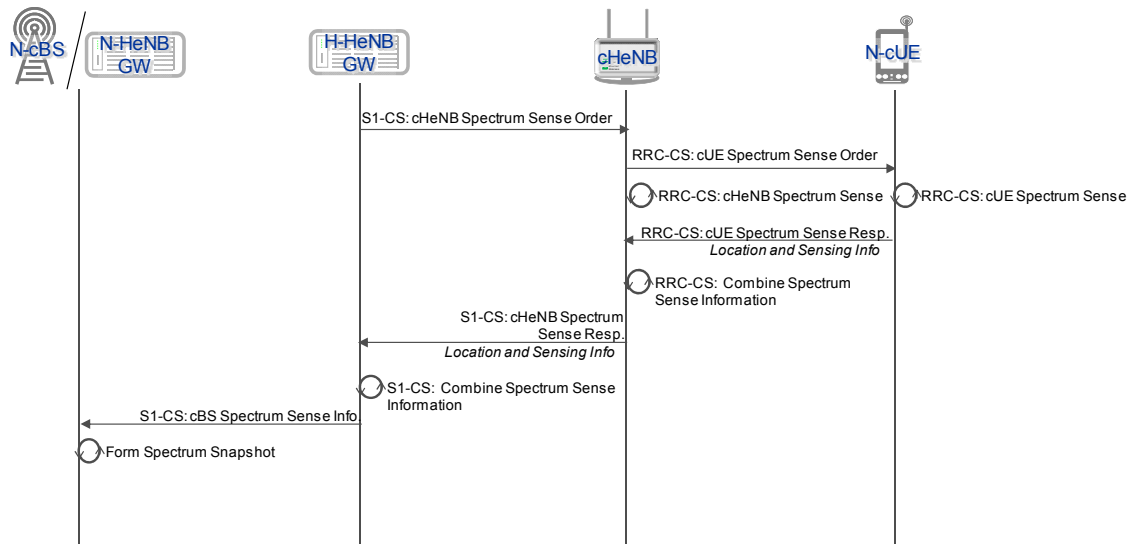 N-cBS
N-HeNB
GW
H-HeNB
GW
cHeNB
N-cUE
S1-CS: cHeNB Spectrum Sense Order
RRC-CS: cUE Spectrum Sense Order
RRC-CS: cHeNB Spectrum Sense
RRC-CS: cUE Spectrum Sense
RRC-CS: cUE Spectrum Sense Resp.
Location and Sensing Info
RRC-CS: Combine Spectrum
Sense Information
S1-CS: cHeNB Spectrum
Sense Resp.
Location and Sensing Info
S1-CS: Combine Spectrum Sense
Information
S1-CS: cBS Spectrum Sense Info.
Form Spectrum Snapshot